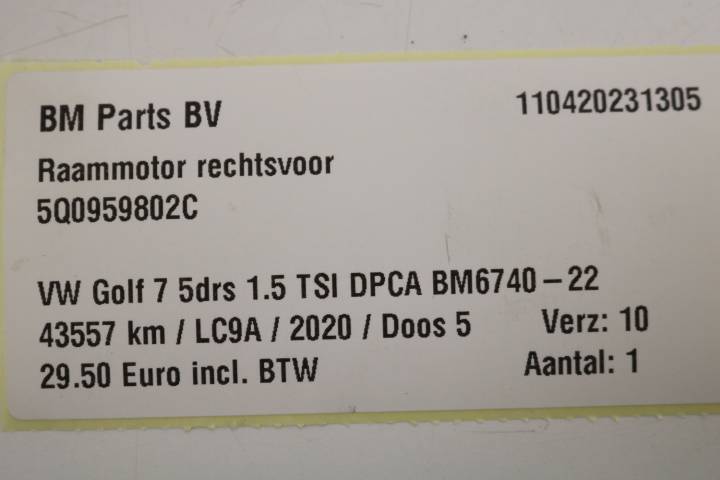 BM Parts BV 110420231305
Raammotor rechtsvoor
5Q0959802C
VW Golf 7 5drs 1.5 TSI DPCA BM6740-22
43557 km / LC9A / 2020 / Doos 5 Verz: 10
29.50 Euro incl. BTW Aantal: 1